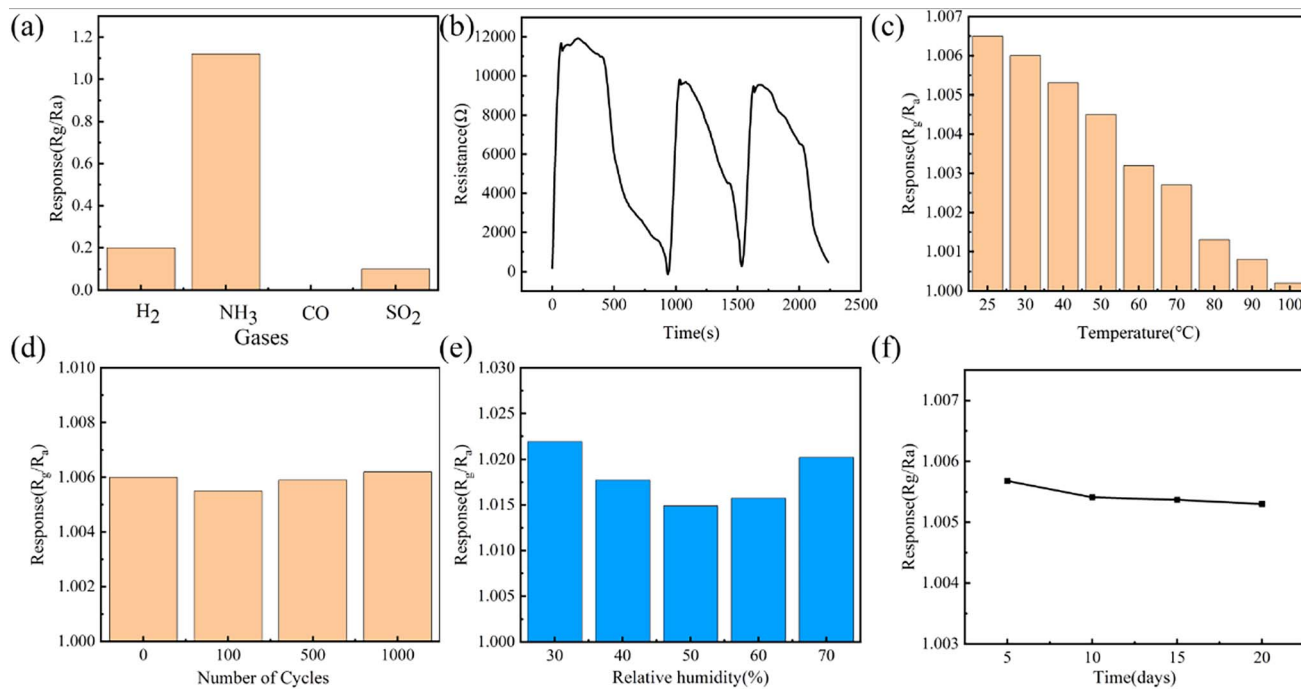 (a)
Response(Rg/Ra)
1.2
1.0
0.8
0.6
0.4
0.2
0.0
H2 NH3 CO SO2
Gases
(b)
Resistance(Ω)
12000
10000
8000
6000
4000
2000
0
0 500 1000 1500 2000 2500
Time(s)
(c)
Response(Rg/Ra)
1.007
1.006
1.005
1.004
1.003
1.002
1.001
1.000
25 30 40 50 60 70 80 90 100
Temperature(°C)
(d)
Response(Rg/Ra)
1.010
1.008
1.006
1.004
1.002
1.000
0 100 500 1000
Number of Cycles
(e)
Response(Rg/Ra)
1.030
1.025
1.020
1.015
1.010
1.005
1.000
30 40 50 60 70
Relative humidity(%)
(f)
Response(Rg/Ra)
1.007
1.006
1.005
1.004
1.003
5 10 15 20
Time(days)